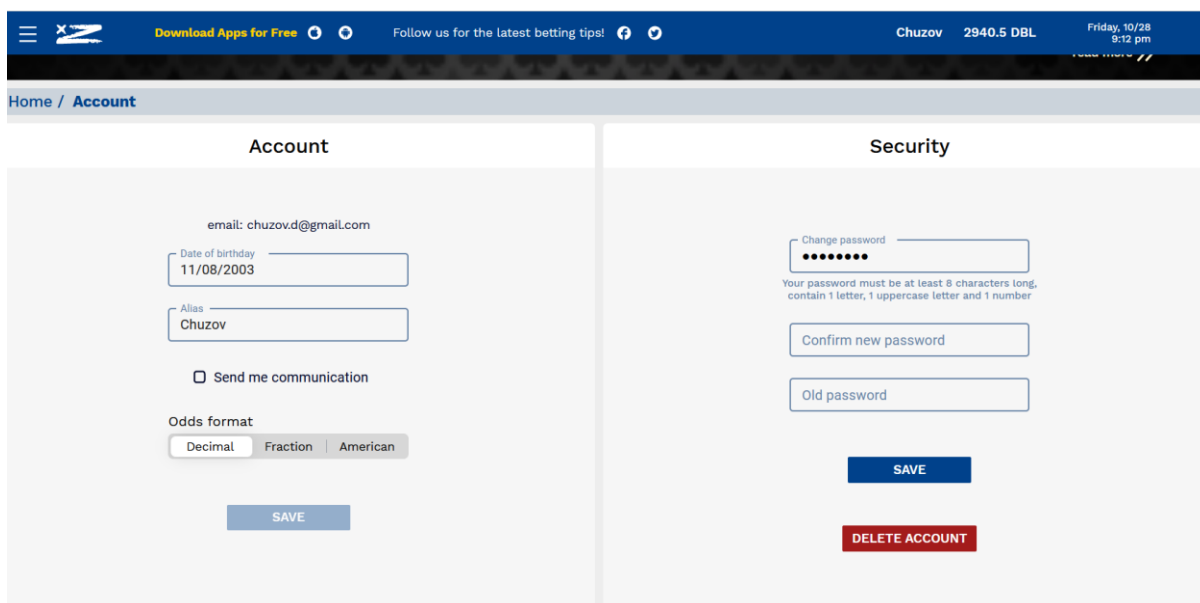 Download Apps for Free
Follow us for the latest betting tips!
Chuzov
2940.5 DBL
Friday, 10/28
9:12 pm
read more
Home / Account
Account
email: chuzov.d@gmail.com
Date of birthday
11/08/2003
Alias
Chuzov
Send me communication
Odds format
Decimal
Fraction
American
SAVE
Security
Change password
Your password must be at least 8 characters long,
contain 1 letter, 1 uppercase letter and 1 number
Confirm new password
Old password
SAVE
DELETE ACCOUNT